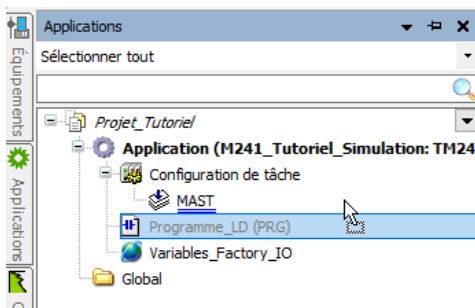 Applications
Sélectionner tout
Équipements
Projet_Tutoriel
Application (M241_Tutoriel_Simulation: TM24
Configuration de tâche
MAST
Applications
Programme_LD (PRG)
Variables_Factory_IO
Global